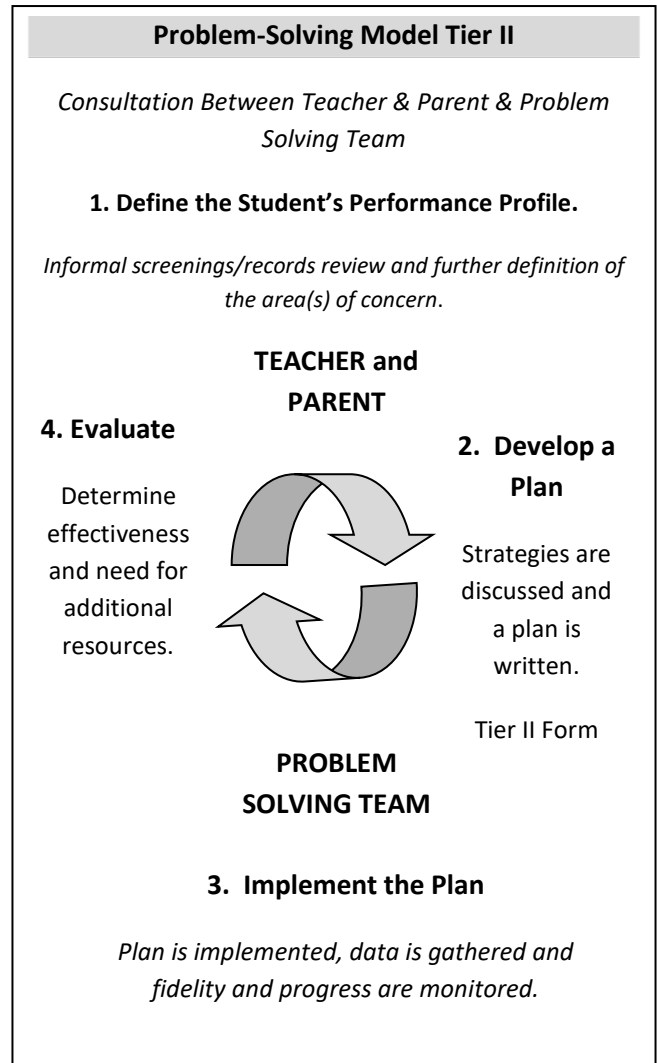 Problem-Solving Model Tier II
Consultation Between Teacher & Parent & Problem
Solving Team
1. Define the Student's Performance Profile.
Informal screenings/records review and further definition of
the area(s) of concern.
TEACHER and
PARENT
4. Evaluate
Determine
effectiveness
and need for
additional
resources.
2. Develop a
Plan
Strategies are
discussed and
a plan is
written.
Tier II Form
PROBLEM
SOLVING TEAM
3. Implement the Plan
Plan is implemented, data is gathered and
fidelity and progress are monitored.